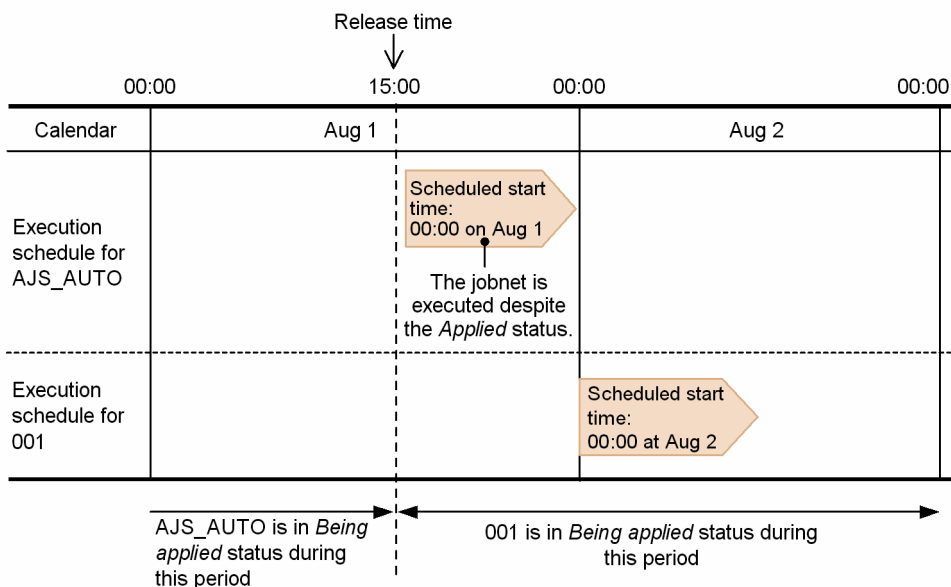 Release time
00:00
15:00
00:00
00:00
Calendar
Aug 1
Aug 2
Execution
schedule for
AJS_AUTO
Scheduled start
time:
00:00 on Aug 1
The jobnet is
executed despite
the Applied status.
Execution
schedule for
001
Scheduled start
time:
00:00 at Aug 2
AJS_AUTO is in Being
applied status during
this period
001 is in Being applied status during
this period